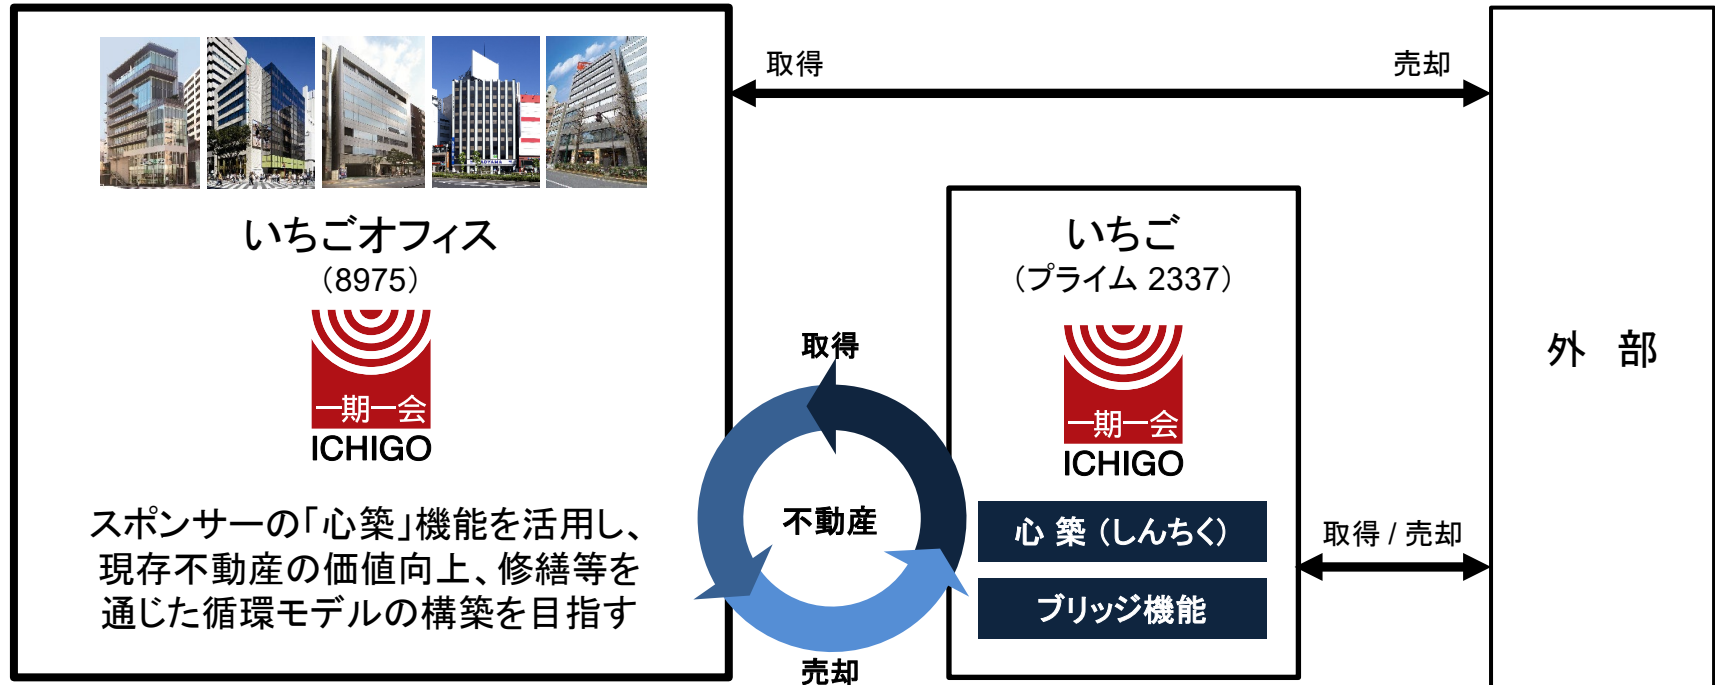 いちごオフィス
（8975）
一期一会
ICHIGO
スポンサーの「心築」機能を活用し、
現存不動産の価値向上、修繕等を
通じた循環モデルの構築を目指す
取得
売却
取得
不動産
売却
いちご
（プライム 2337）
一期一会
ICHIGO
心 築 （しんちく）
ブリッジ機能
取得 / 売却
外 部